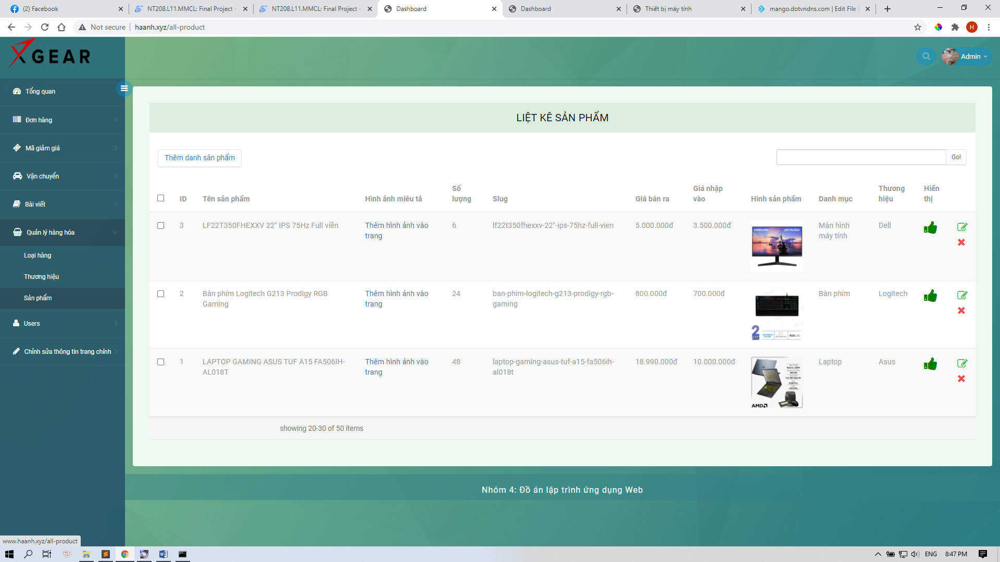 (2) Facebook
NT208.L11.MMCL: Final Project -
NT208.L11.MMCL: Final Project -
Dashboard
Dashboard
Thiết bị máy tính
mango.dotvndns.com | Edit File |
Not secure
haanh.xyz/all-product
H
GEAR
Admin
Tổng quan
Đơn hàng
Mã giảm giá
Vận chuyển
Bài viết
Quản lý hàng hóa
Loại hàng
Thương hiệu
Sản phẩm
Users
Chỉnh sửa thông tin trang chính
LIỆT KÊ SẢN PHẨM
Thêm danh sản phẩm
Go!
ID
Tên sản phẩm
Hình ảnh miêu tả
Số lượng
Slug
Giá bán ra
Giá nhập vào
Hình sản phẩm
Danh mục
Thương hiệu
Hiển thị
3
LF22T350FHEXXV 22" IPS 75Hz Full viền
Thêm hình ảnh vào trang
6
lf22t350fhexxv-22"-ips-75hz-full-vien
5.000.000đ
3.500.000đ
SAMSUNG
LED Monitor
Màn hình máy tính
Dell
2
Bàn phím Logitech G213 Prodigy RGB Gaming
Thêm hình ảnh vào trang
24
ban-phim-logitech-g213-prodigy-rgb-gaming
800.000đ
700.000đ
2
RGB LED
Bàn phím
Logitech
1
LAPTOP GAMING ASUS TUF A15 FA506IH-AL018T
Thêm hình ảnh vào trang
48
laptop-gaming-asus-tuf-a15-fa506ih-al018t
18.990.000đ
10.000.000đ
AMD
Laptop
Asus
showing 20-30 of 50 items
Nhóm 4: Đồ án lập trình ứng dụng Web
www.haanh.xyz/all-product
ENG
8:47 PM